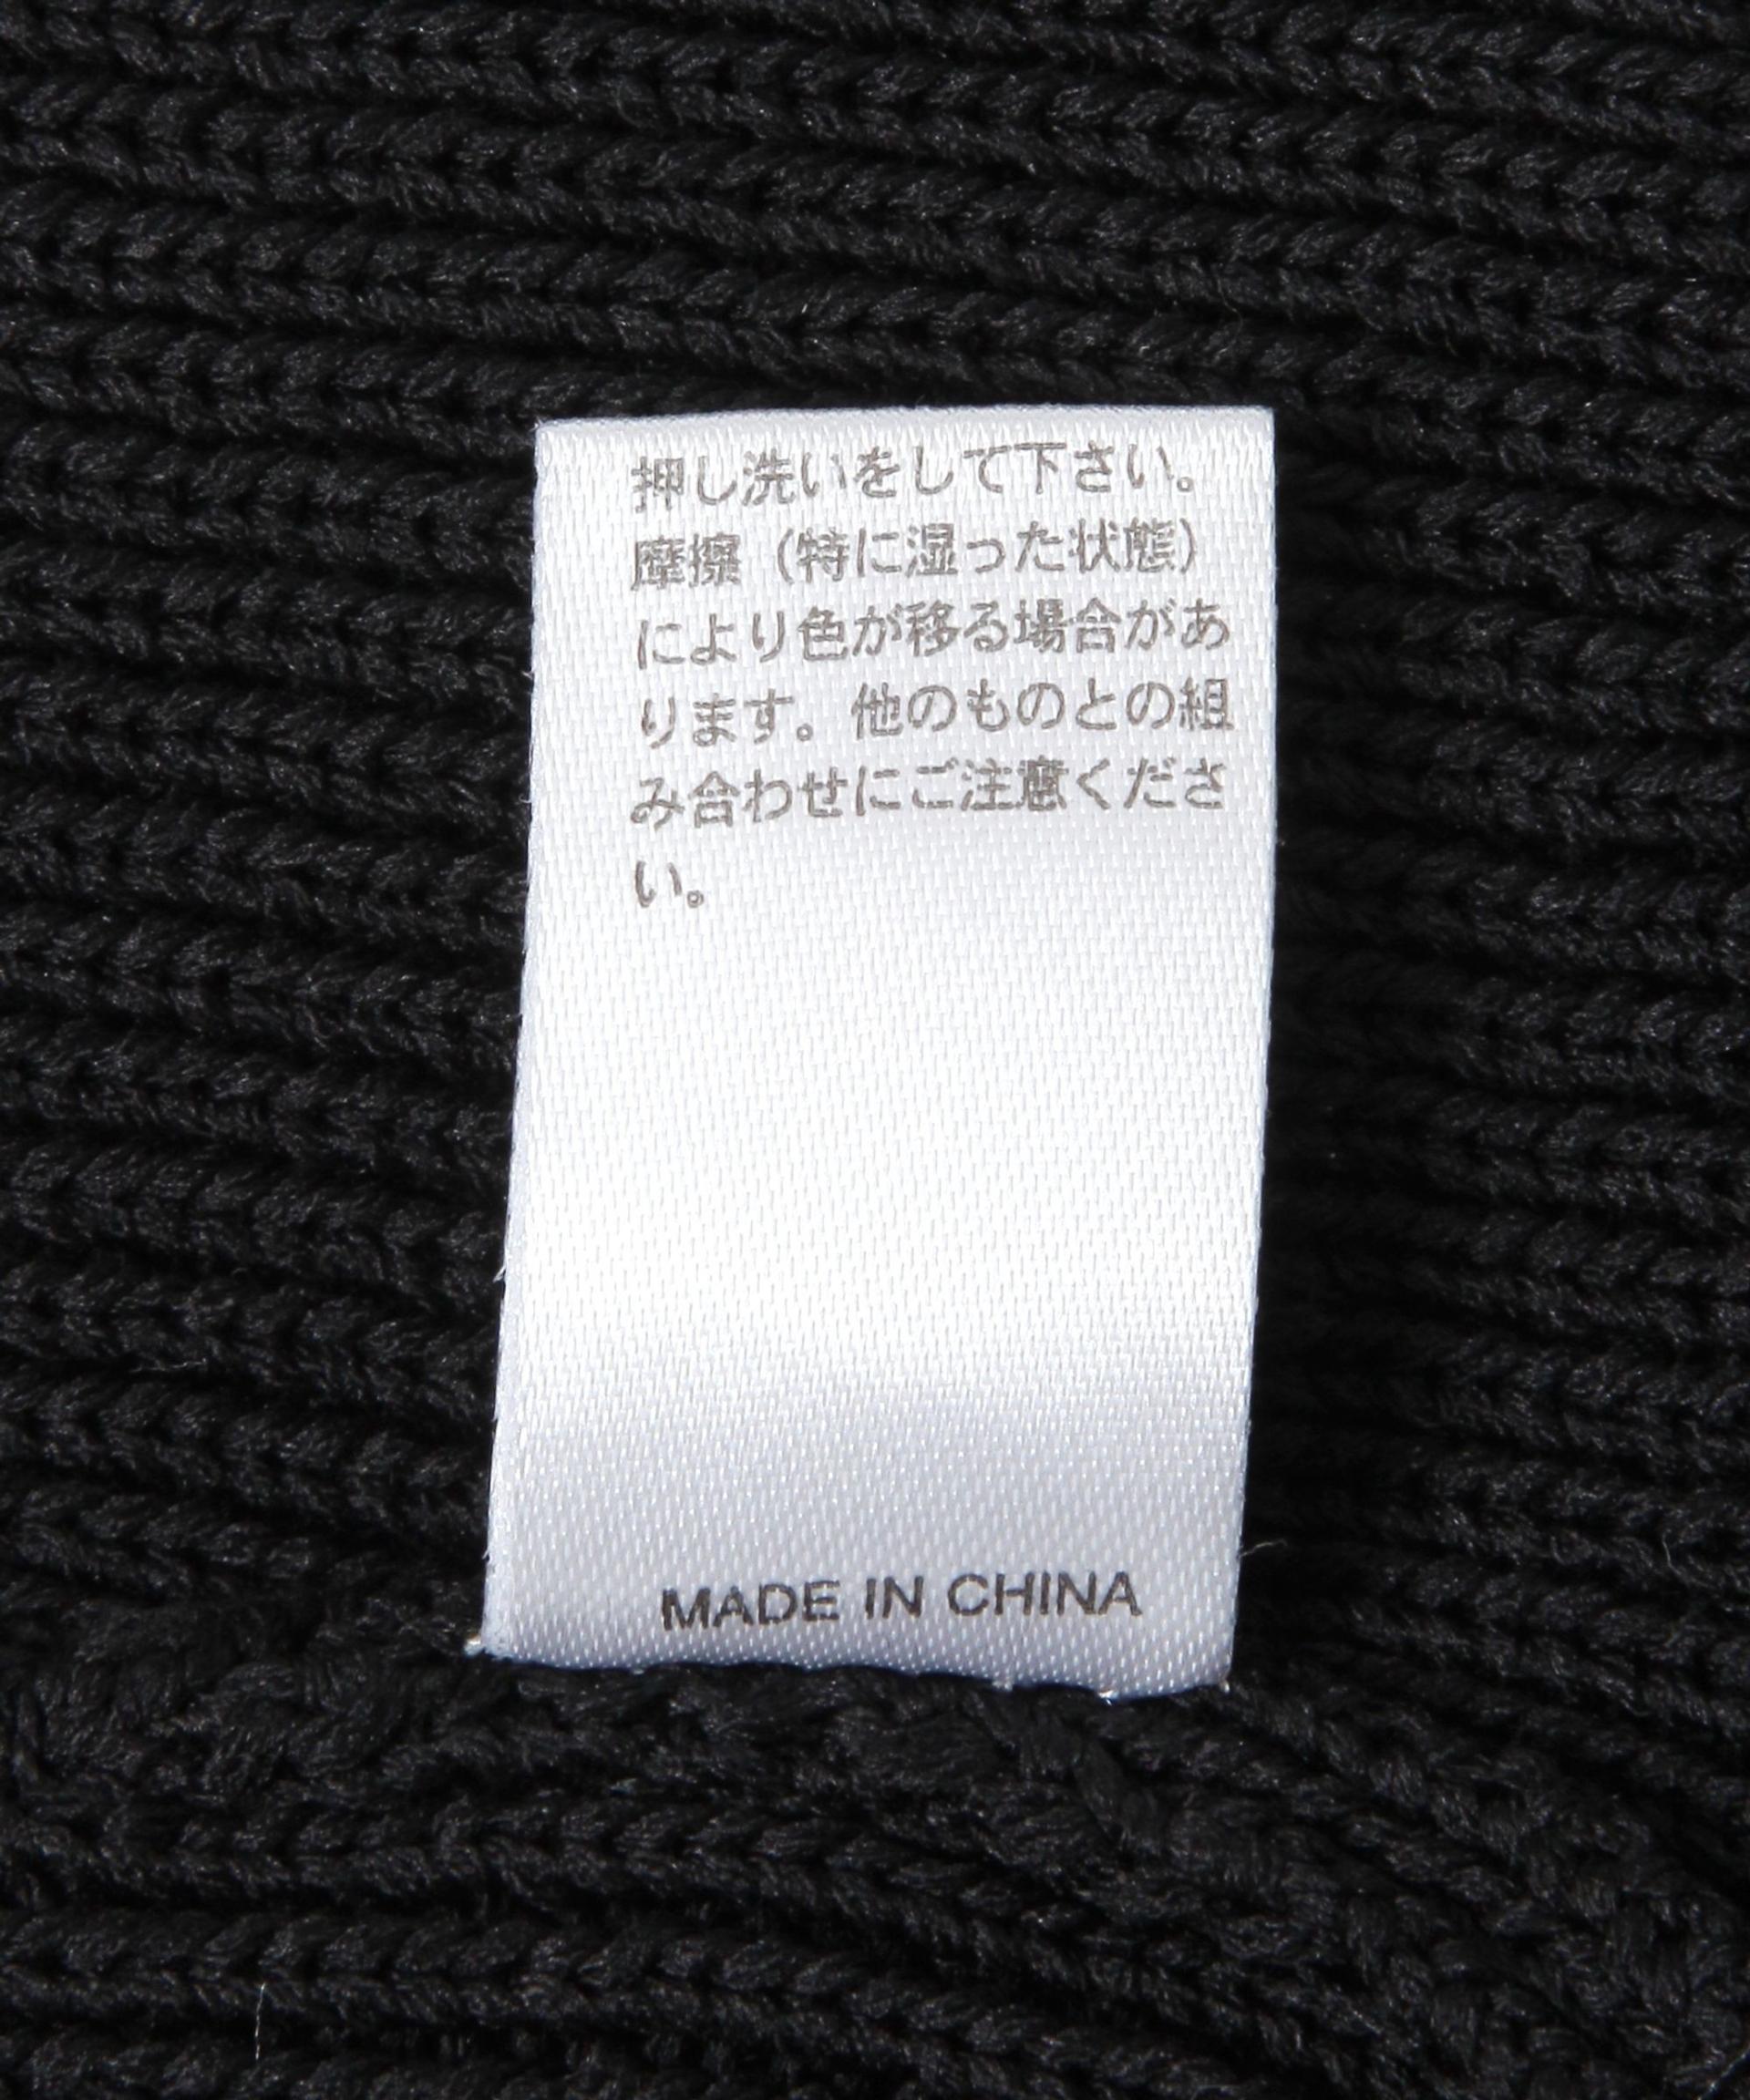 押し洗いをして下さい。
摩擦（特に湿った状態）
により色が移る場合があ
ります。他のものとの組
み合わせにご注意くださ
い。
MADE IN CHINA